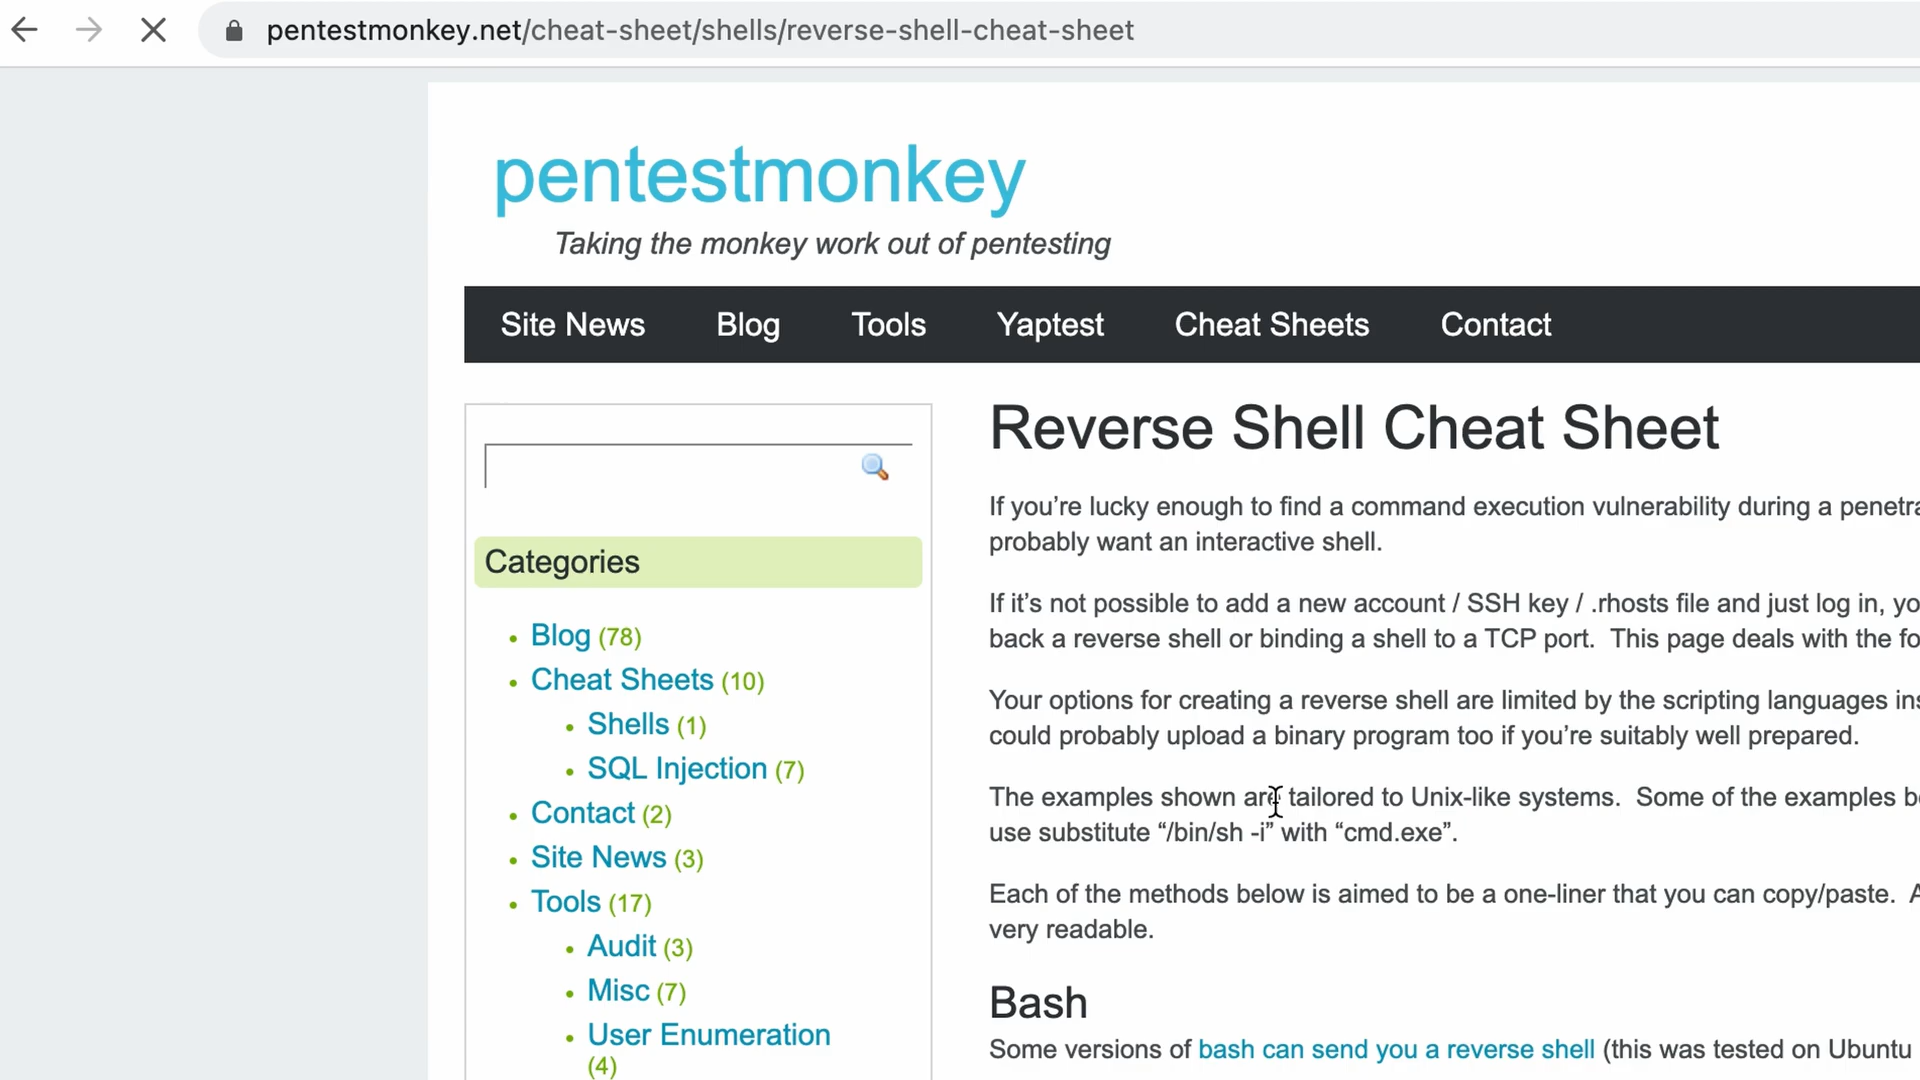 pentestmonkey.net/cheat-sheet/shells/reverse-shell-cheat-sheet
pentestmonkey
Taking the monkey work out of pentesting
Site News Blog Tools Yaptest Cheat Sheets Contact
Categories
• Blog (78)
• Cheat Sheets (10)
• Shells (1)
• SQL Injection (7)
• Contact (2)
• Site News (3)
• Tools (17)
• Audit (3)
• Misc (7)
• User Enumeration
(4)
Reverse Shell Cheat Sheet
If you’re lucky enough to find a command execution vulnerability during a penetra
probably want an interactive shell.
If it’s not possible to add a new account / SSH key / .rhosts file and just log in, yo
back a reverse shell or binding a shell to a TCP port.  This page deals with the fo
Your options for creating a reverse shell are limited by the scripting languages ins
could probably upload a binary program too if you’re suitably well prepared.
The examples shown are tailored to Unix-like systems.  Some of the examples be
use substitute “/bin/sh -i” with “cmd.exe”.
Each of the methods below is aimed to be a one-liner that you can copy/paste.  A
very readable.
Bash
Some versions of bash can send you a reverse shell (this was tested on Ubuntu